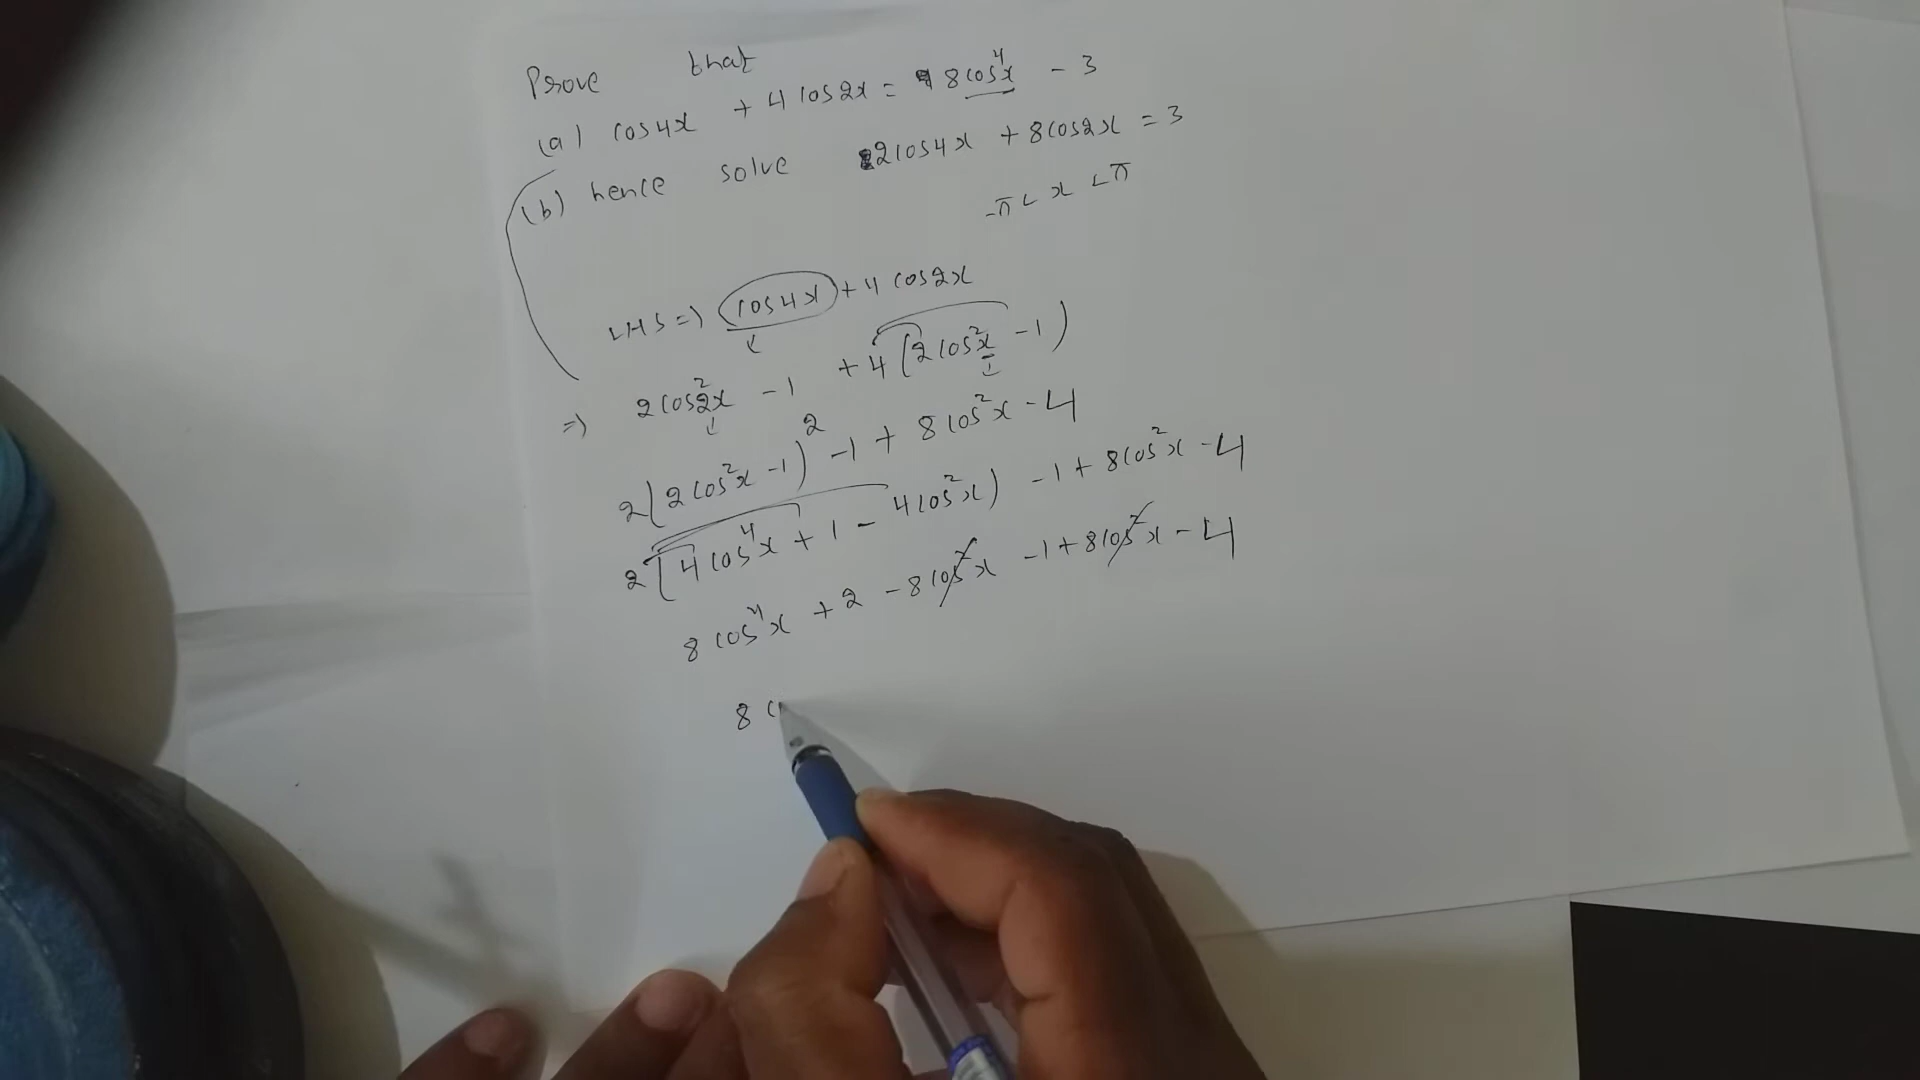 Prove that
(a) cos4x + 4cos2x = 8cos⁴x - 3
(b) hence solve 2cos4x + 8cos2x = 3
-π < x < π
LHS => cos4x + 4cos2x
=> 2cos²2x - 1 + 4(2cos²x - 1)
2(2cos²x - 1)² - 1 + 8cos²x - 4
2(4cos⁴x + 1 - 4cos²x) - 1 + 8cos²x - 4
8cos⁴x + 2 - 8cos²x - 1 + 8cos²x - 4
8 c